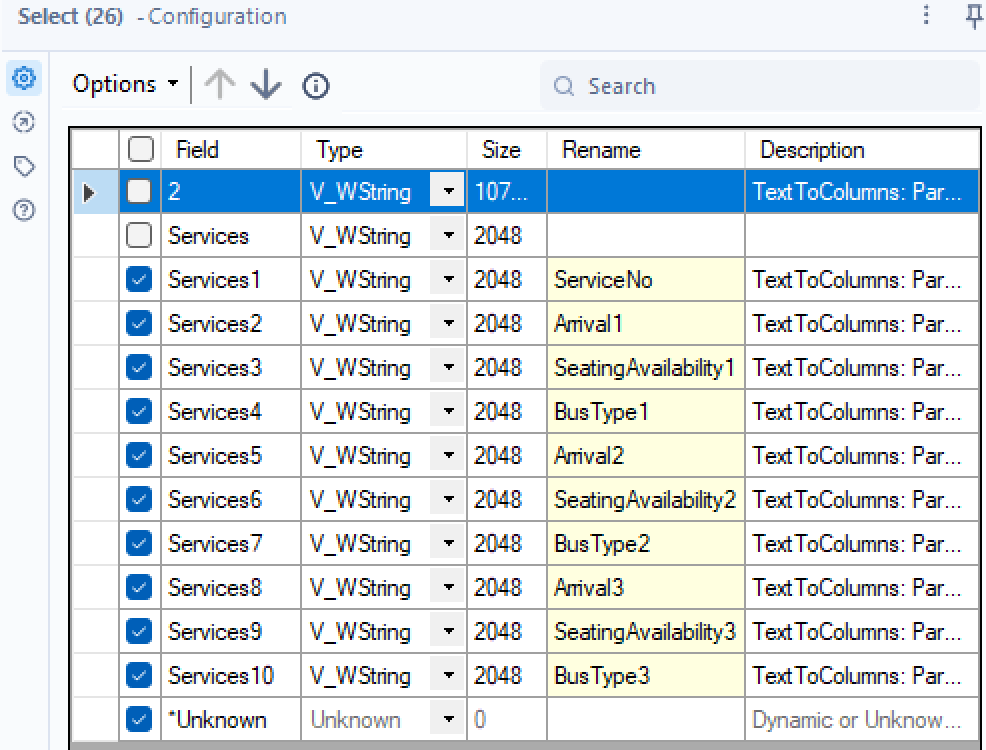 Select (26) - Configuration
Options Search
Field Type Size Rename Description
2 V_WString 107... TextToColumns: Par...
Services V_WString 2048
Services1 V_WString 2048 ServiceNo TextToColumns: Par...
Services2 V_WString 2048 Arrival1 TextToColumns: Par...
Services3 V_WString 2048 SeatingAvailability1 TextToColumns: Par...
Services4 V_WString 2048 BusType1 TextToColumns: Par...
Services5 V_WString 2048 Arrival2 TextToColumns: Par...
Services6 V_WString 2048 SeatingAvailability2 TextToColumns: Par...
Services7 V_WString 2048 BusType2 TextToColumns: Par...
Services8 V_WString 2048 Arrival3 TextToColumns: Par...
Services9 V_WString 2048 SeatingAvailability3 TextToColumns: Par...
Services10 V_WString 2048 BusType3 TextToColumns: Par...
*Unknown Unknown 0 Dynamic or Unknow...